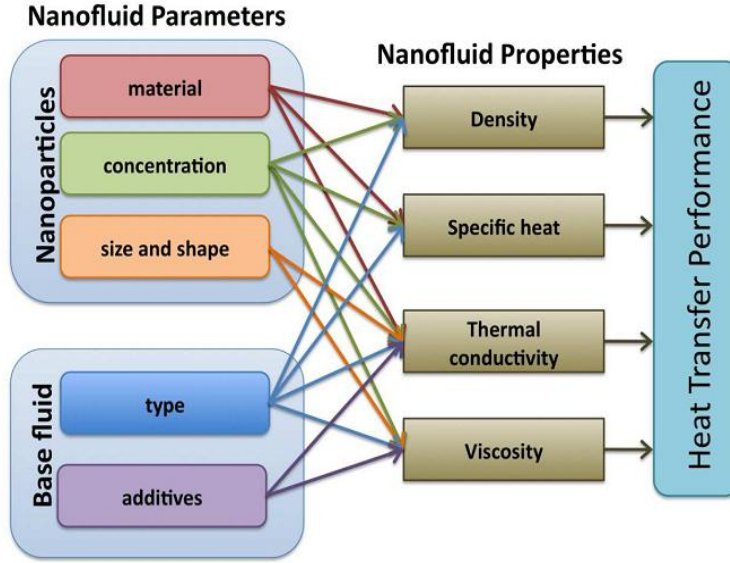 Nanofluid Parameters
Nanoparticles
material
concentration
size and shape
Base fluid
type
additives
Nanofluid Properties
Density
Specific heat
Thermal
conductivity
Viscosity
Heat Transfer Performance